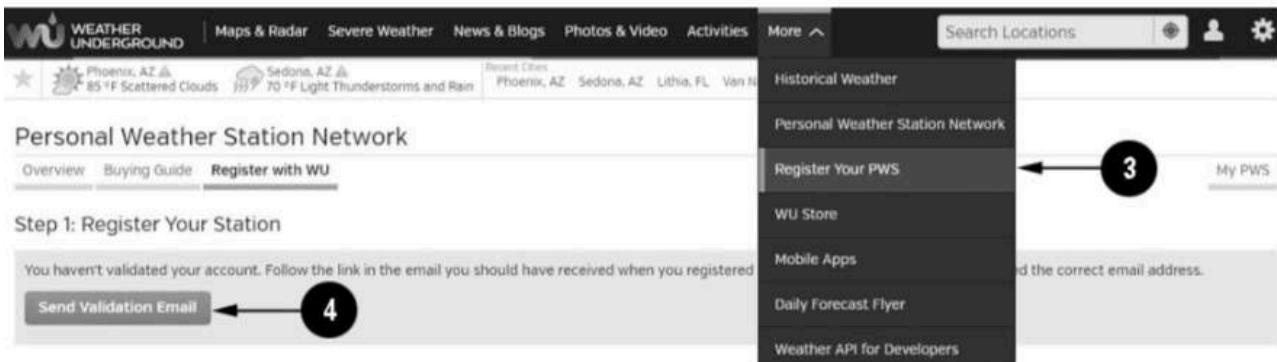 WEATHER UNDERGROUND Maps & Radar Severe Weather News & Blogs Photos & Video Activities More Search Locations
Phoenix, AZ
85 °F Scattered Clouds
Sedona, AZ
70 °F Light Thunderstorms and Rain
Recent Cities
Phoenix, AZ Sedona, AZ Lithia, FL Van N
Historical Weather
Personal Weather Station Network
Register Your PWS
WU Store
Mobile Apps
Daily Forecast Flyer
Weather API for Developers
3
Personal Weather Station Network
Overview Buying Guide Register with WU My PWS
Step 1: Register Your Station
You haven't validated your account. Follow the link in the email you should have received when you registered d the correct email address.
Send Validation Email
4